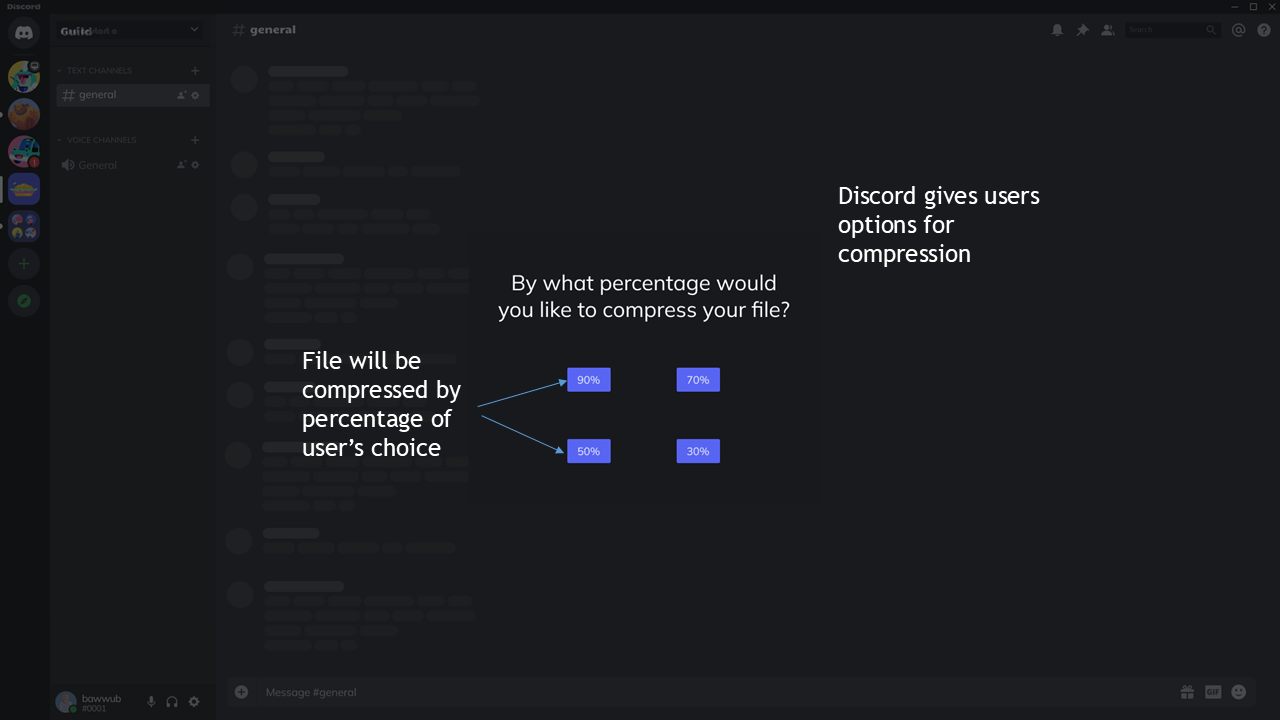 Discord
Guild
general
Search
TEXT CHANNELS
general
VOICE CHANNELS
General
Discord gives users
options for
compression
By what percentage would
you like to compress your file?
File will be
compressed by
percentage of
user's choice
90%
70%
50%
30%
bawwub
#0001
Message #general
GIF